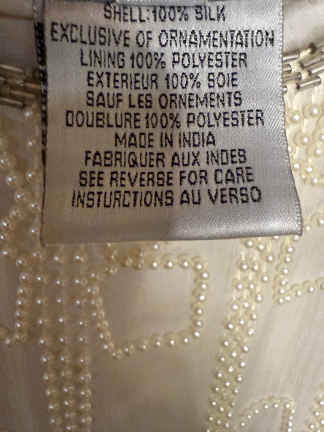 SHELL:100% SILK
EXCLUSIVE OF ORNAMENTATION
LINING 100% POLYESTER
EXTERIEUR 100% SOIE
SAUF LES ORNEMENTS
DOUBLURE 100% POLYESTER
MADE IN INDIA
FABRIQUER AUX INDES
SEE REVERSE FOR CARE
INSTURCTIONS AU VERSO